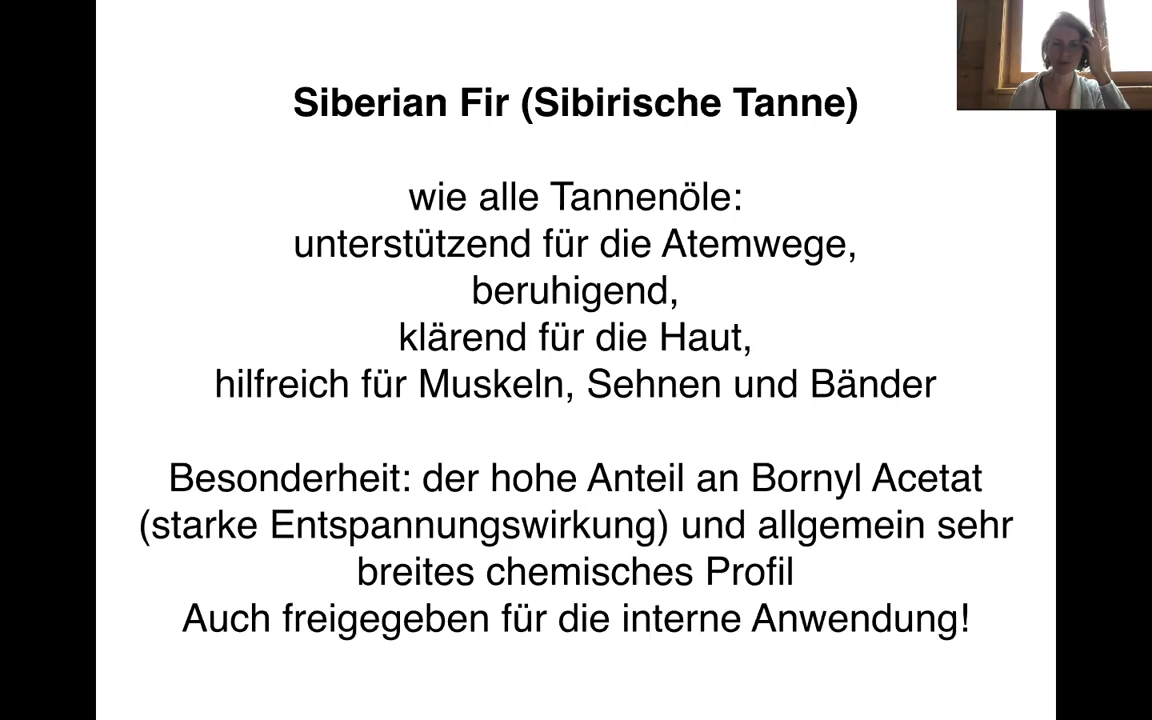 Siberian Fir (Sibirische Tanne)
wie alle Tannenöle:
unterstützend für die Atemwege,
beruhigend,
klärend für die Haut,
hilfreich für Muskeln, Sehnen und Bänder
Besonderheit: der hohe Anteil an Bornyl Acetat
(starke Entspannungswirkung) und allgemein sehr
breites chemisches Profil
Auch freigegeben für die interne Anwendung!